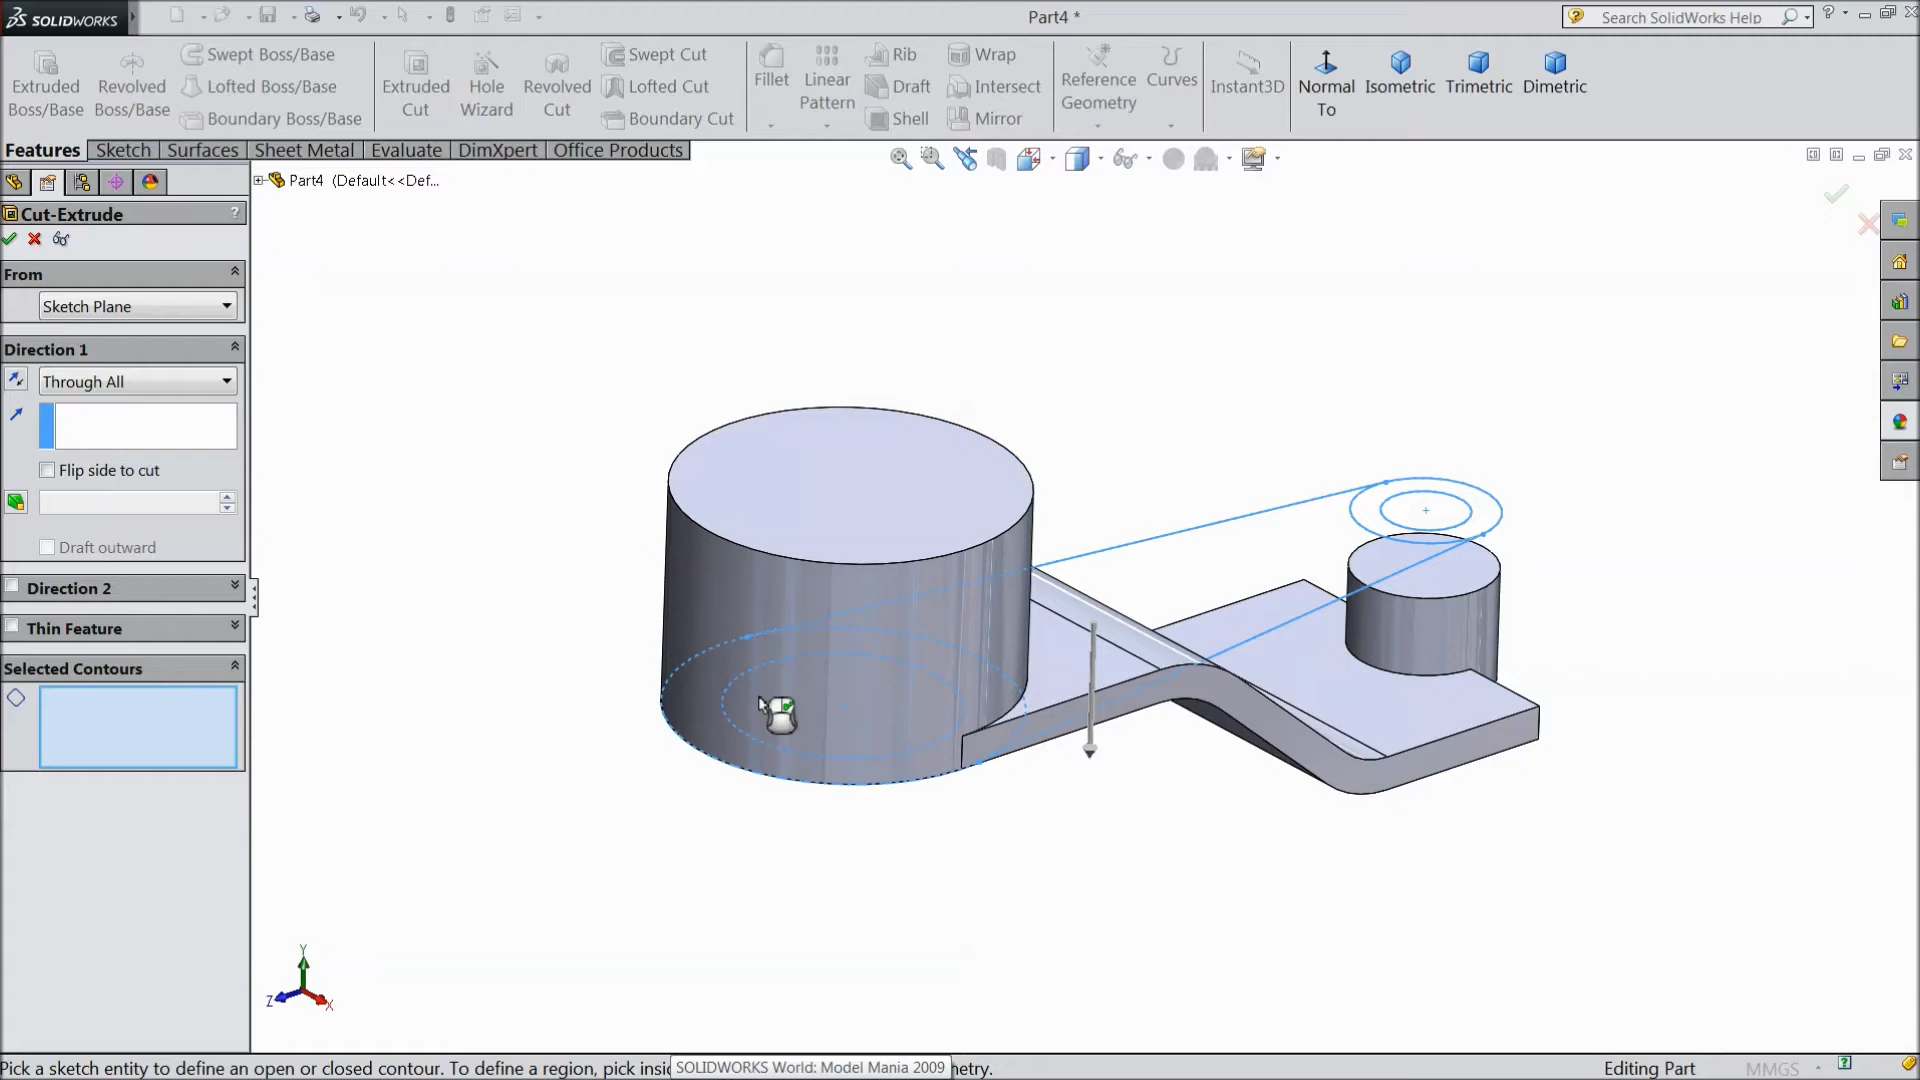 SOLIDWORKS
Part4 *
Search SolidWorks Help
Extruded Boss/Base
Revolved Boss/Base
Swept Boss/Base
Lofted Boss/Base
Boundary Boss/Base
Extruded Cut
Hole Wizard
Revolved Cut
Swept Cut
Lofted Cut
Boundary Cut
Fillet
Linear Pattern
Rib
Draft
Shell
Wrap
Intersect
Mirror
Reference Geometry
Curves
Instant3D
Normal To
Isometric
Trimetric
Dimetric
Features
Sketch
Surfaces
Sheet Metal
Evaluate
DimXpert
Office Products
Part4 (Default<<Def...
Cut-Extrude
?
From
Sketch Plane
Direction 1
Through All
Flip side to cut
Draft outward
Direction 2
Thin Feature
Selected Contours
Y
Z
X
Pick a sketch entity to define an open or closed contour. To define a region, pick insi
SOLIDWORKS World: Model Mania 2009
metry.
Editing Part
MMGS